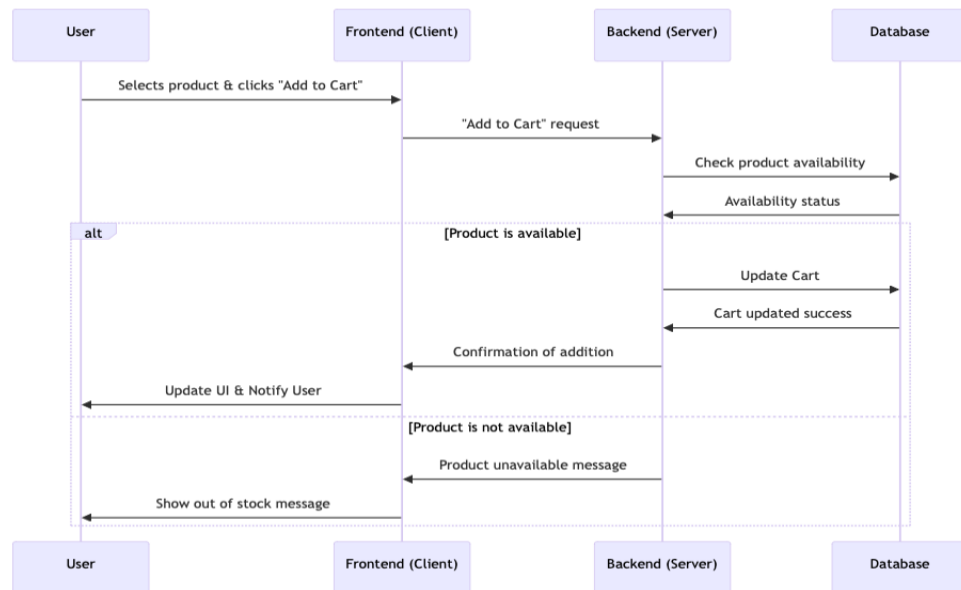 User
Frontend (Client)
Backend (Server)
Database
Selects product & clicks "Add to Cart"
"Add to Cart" request
Check product availability
Availability status
alt
[Product is available]
Update Cart
Cart updated success
Confirmation of addition
Update UI & Notify User
[Product is not available]
Product unavailable message
Show out of stock message
User
Frontend (Client)
Backend (Server)
Database